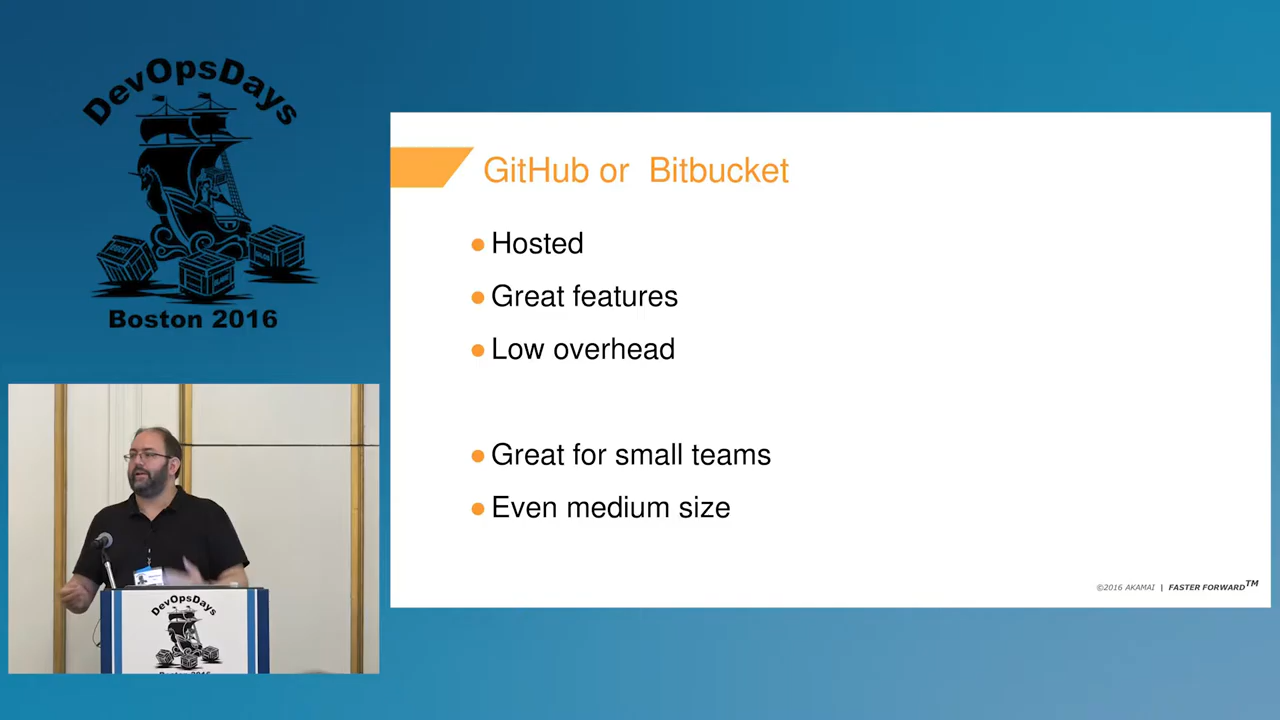 DevOpsDays
Boston 2016
GitHub or  Bitbucket
Hosted
Great features
Low overhead
Great for small teams
Even medium size
©2016 AKAMAI | FASTER FORWARD™
DevOpsDays